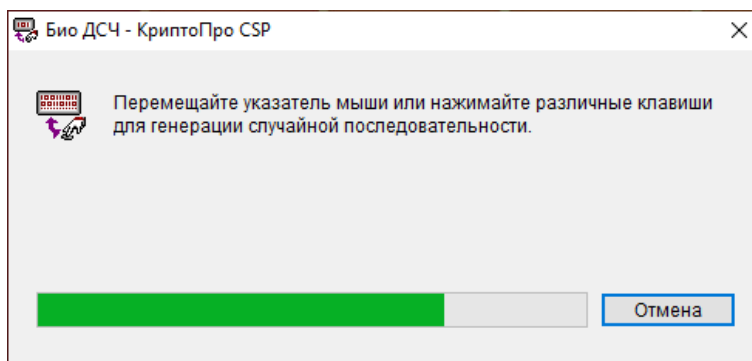 Био ДСЧ - КриптоПро CSP
Перемещайте указатель мыши или нажимайте различные клавиши
для генерации случайной последовательности.
Отмена